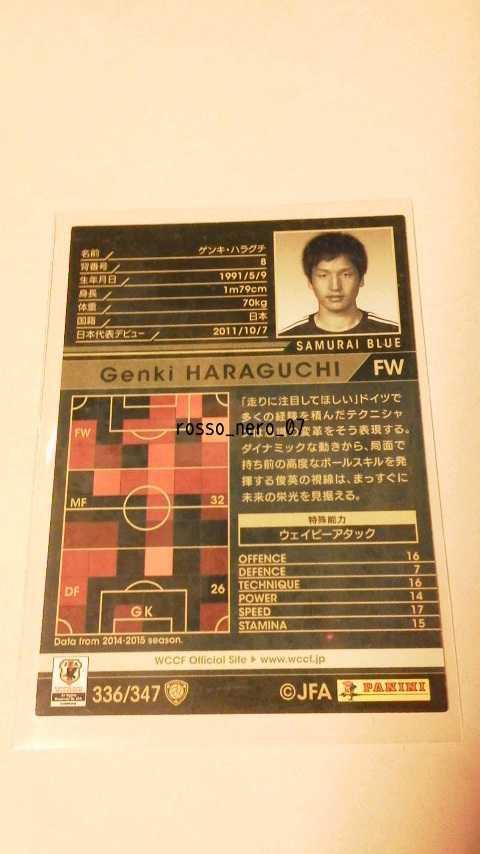 名前 ゲンキ・ハラグチ
背番号 8
生年月日 1991/5/9
身長 1m79cm
体重 70kg
国籍 日本
日本代表デビュー 2011/10/7
SAMURAI BLUE
Genki HARAGUCHI FW
「走りに注目してほしい」ドイツで
多くの経験を積んだテクニシャ
変革をそう表現する。
ダイナミックな動きから、局面で
持ち前の高度なボールスキルを発
揮する俊英の視線は、まっすぐに
未来の栄光を見据える。
rosso_nero_07
FW
MF 32
DF 26
GK
特殊能力
ウェイビーアタック
OFFENCE 16
DEFENCE 7
TECHNIQUE 16
POWER 14
SPEED 17
STAMINA 15
Data from 2014-2015 season.
WCCF Official Site ▶ www.wccf.jp
336/347
©JFA PANINI